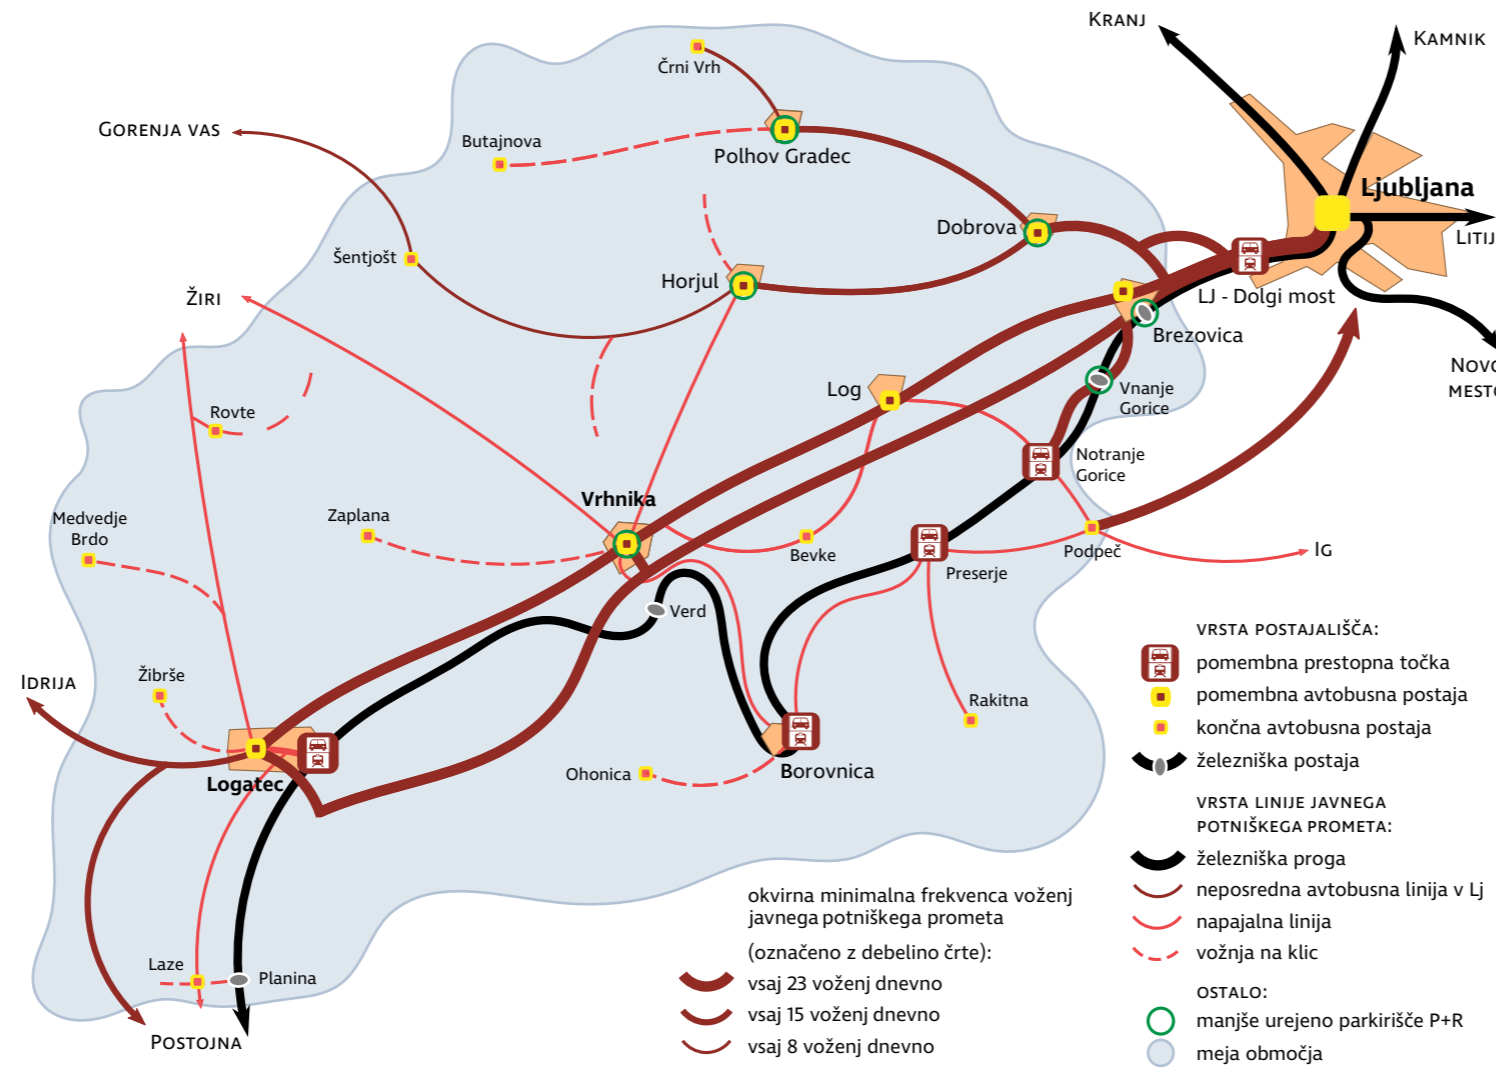 KRANJ
KAMNIK
Črni Vrh
GORENJA VAS
Butajnova
Polhov Gradec
Ljubljana
Dobrova
LITIJ
Šentjošt
Horjul
ŽIRI
LJ - Dolgi most
Brezovica
NOVO
MESTO
Log
Vnanje
Gorice
Rovte
Notranje
Gorice
Vrhnika
Medvedje
Brdo
Zaplana
Bevke
Podpeč
IG
Preserje
Verd
Žibrše
IDRIJA
Rakitna
Logatec
Ohonica
Borovnica
Laze
Planina
POSTOJNA
VRSTA POSTAJALIŠČA:
pomembna prestopna točka
pomembna avtobusna postaja
končna avtobusna postaja
železniška postaja
VRSTA LINIJE JAVNEGA
POTNIŠKEGA PROMETA:
železniška proga
neposredna avtobusna linija v Lj
napajalna linija
vožnja na klic
OSTALO:
manjše urejeno parkirišče P+R
meja območja
okvirna minimalna frekvenca voženj
javnega potniškega prometa
(označeno z debelino črte):
vsaj 23 voženj dnevno
vsaj 15 voženj dnevno
vsaj 8 voženj dnevno